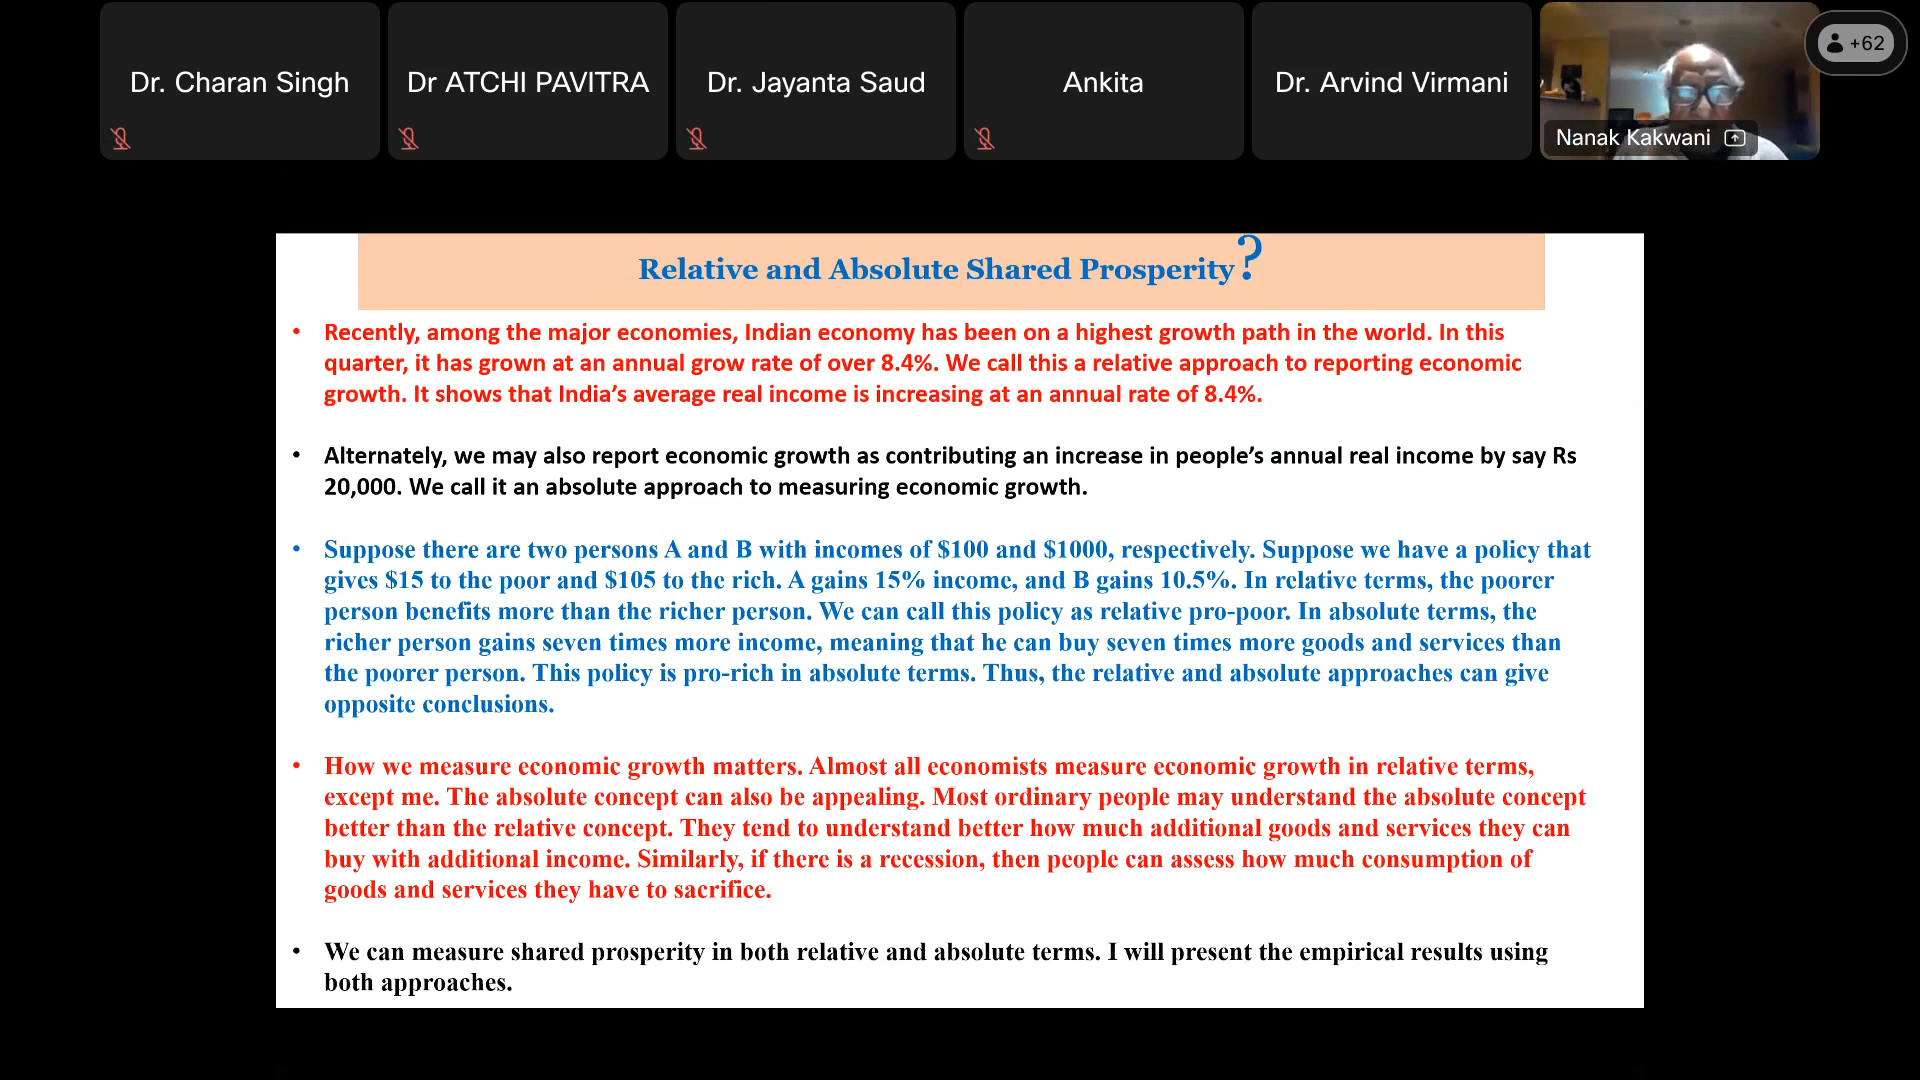 Dr. Charan Singh
Dr ATCHI PAVITRA
Dr. Jayanta Saud
Ankita
Dr. Arvind Virmani
Nanak Kakwani
+62
Relative and Absolute Shared Prosperity?
• Recently, among the major economies, Indian economy has been on a highest growth path in the world. In this
quarter, it has grown at an annual grow rate of over 8.4%. We call this a relative approach to reporting economic
growth. It shows that India’s average real income is increasing at an annual rate of 8.4%.
• Alternately, we may also report economic growth as contributing an increase in people’s annual real income by say Rs
20,000. We call it an absolute approach to measuring economic growth.
• Suppose there are two persons A and B with incomes of $100 and $1000, respectively. Suppose we have a policy that
gives $15 to the poor and $105 to the rich. A gains 15% income, and B gains 10.5%. In relative terms, the poorer
person benefits more than the richer person. We can call this policy as relative pro-poor. In absolute terms, the
richer person gains seven times more income, meaning that he can buy seven times more goods and services than
the poorer person. This policy is pro-rich in absolute terms. Thus, the relative and absolute approaches can give
opposite conclusions.
• How we measure economic growth matters. Almost all economists measure economic growth in relative terms,
except me. The absolute concept can also be appealing. Most ordinary people may understand the absolute concept
better than the relative concept. They tend to understand better how much additional goods and services they can
buy with additional income. Similarly, if there is a recession, then people can assess how much consumption of
goods and services they have to sacrifice.
• We can measure shared prosperity in both relative and absolute terms. I will present the empirical results using
both approaches.